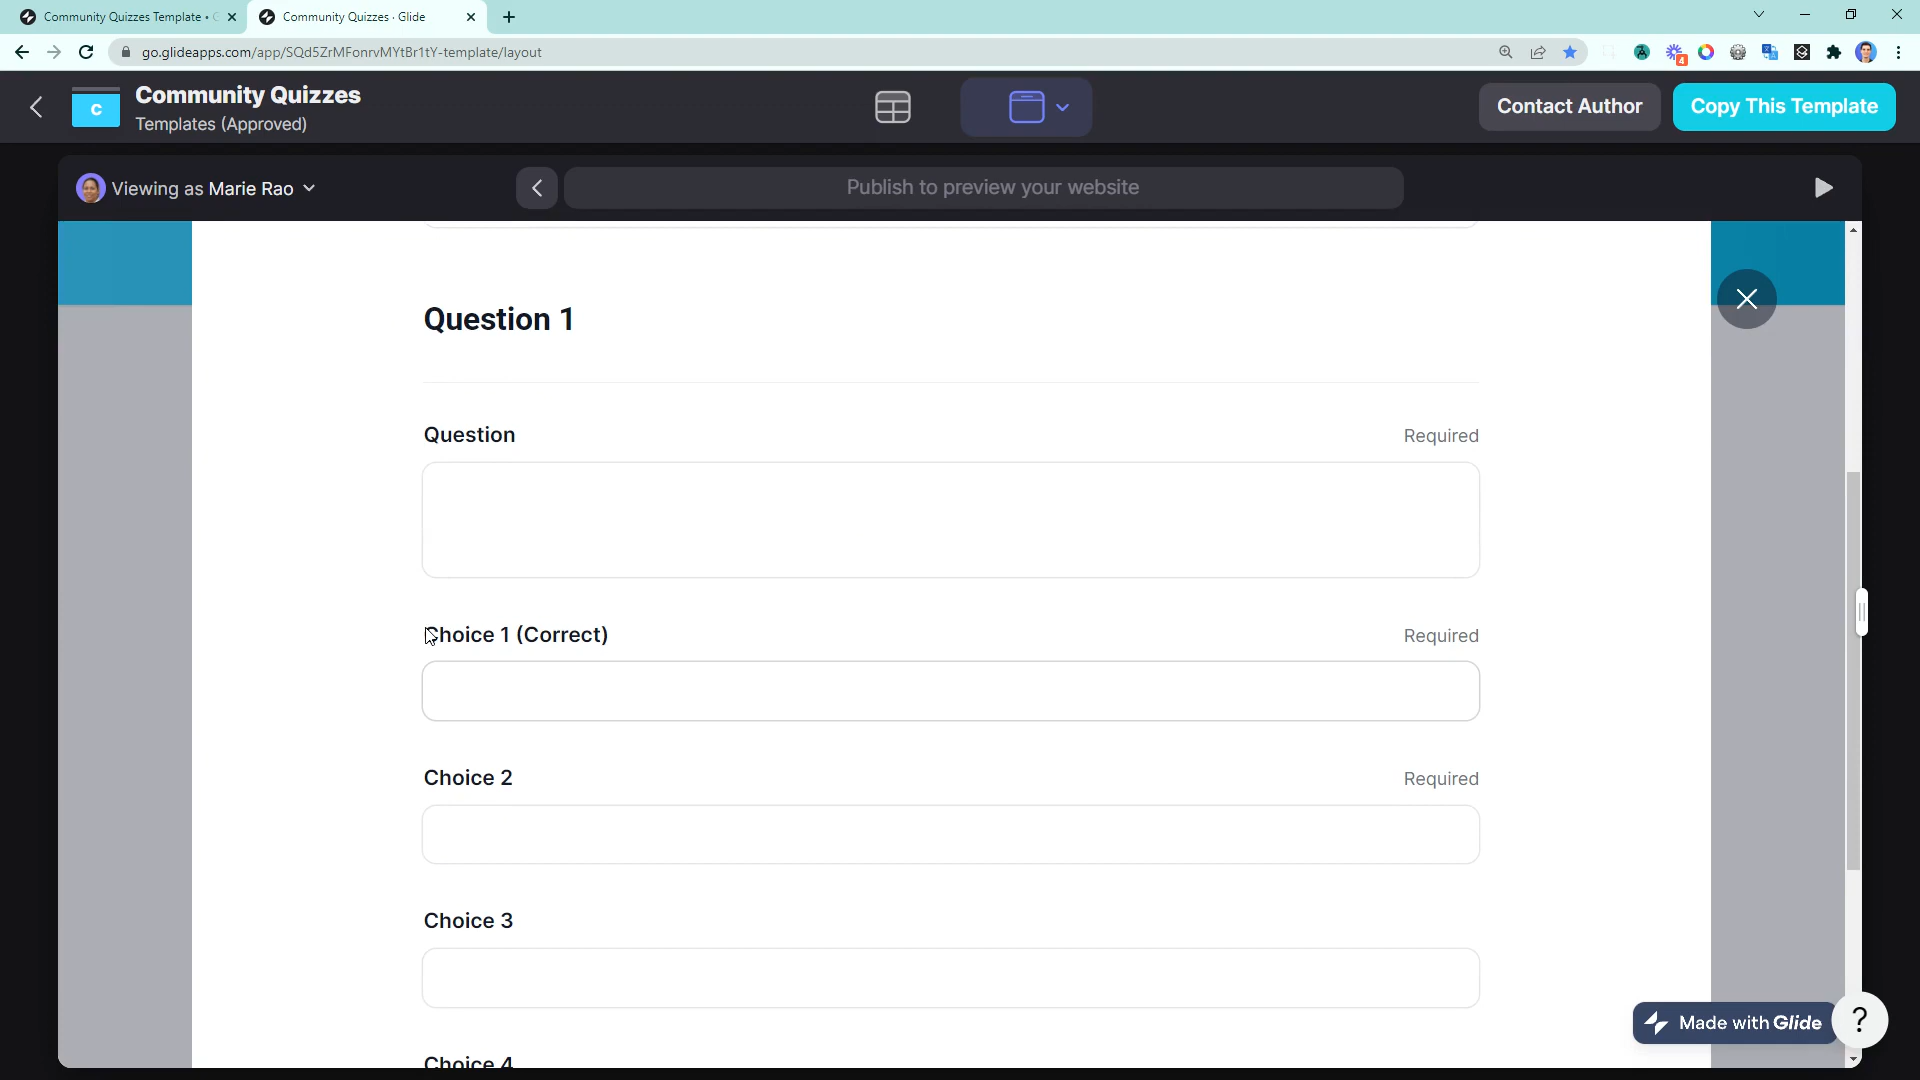 Community Quizzes Template •
Community Quizzes · Glide
go.glideapps.com/app/SQd5ZrMFonrvMYtBr1tY-template/layout
4
C
Community Quizzes
Templates (Approved)
Contact Author
Copy This Template
Viewing as Marie Rao
Publish to preview your website
Question 1
Question
Required
Choice 1 (Correct)
Required
Choice 2
Required
Choice 3
Choice 4
Made with Glide
?